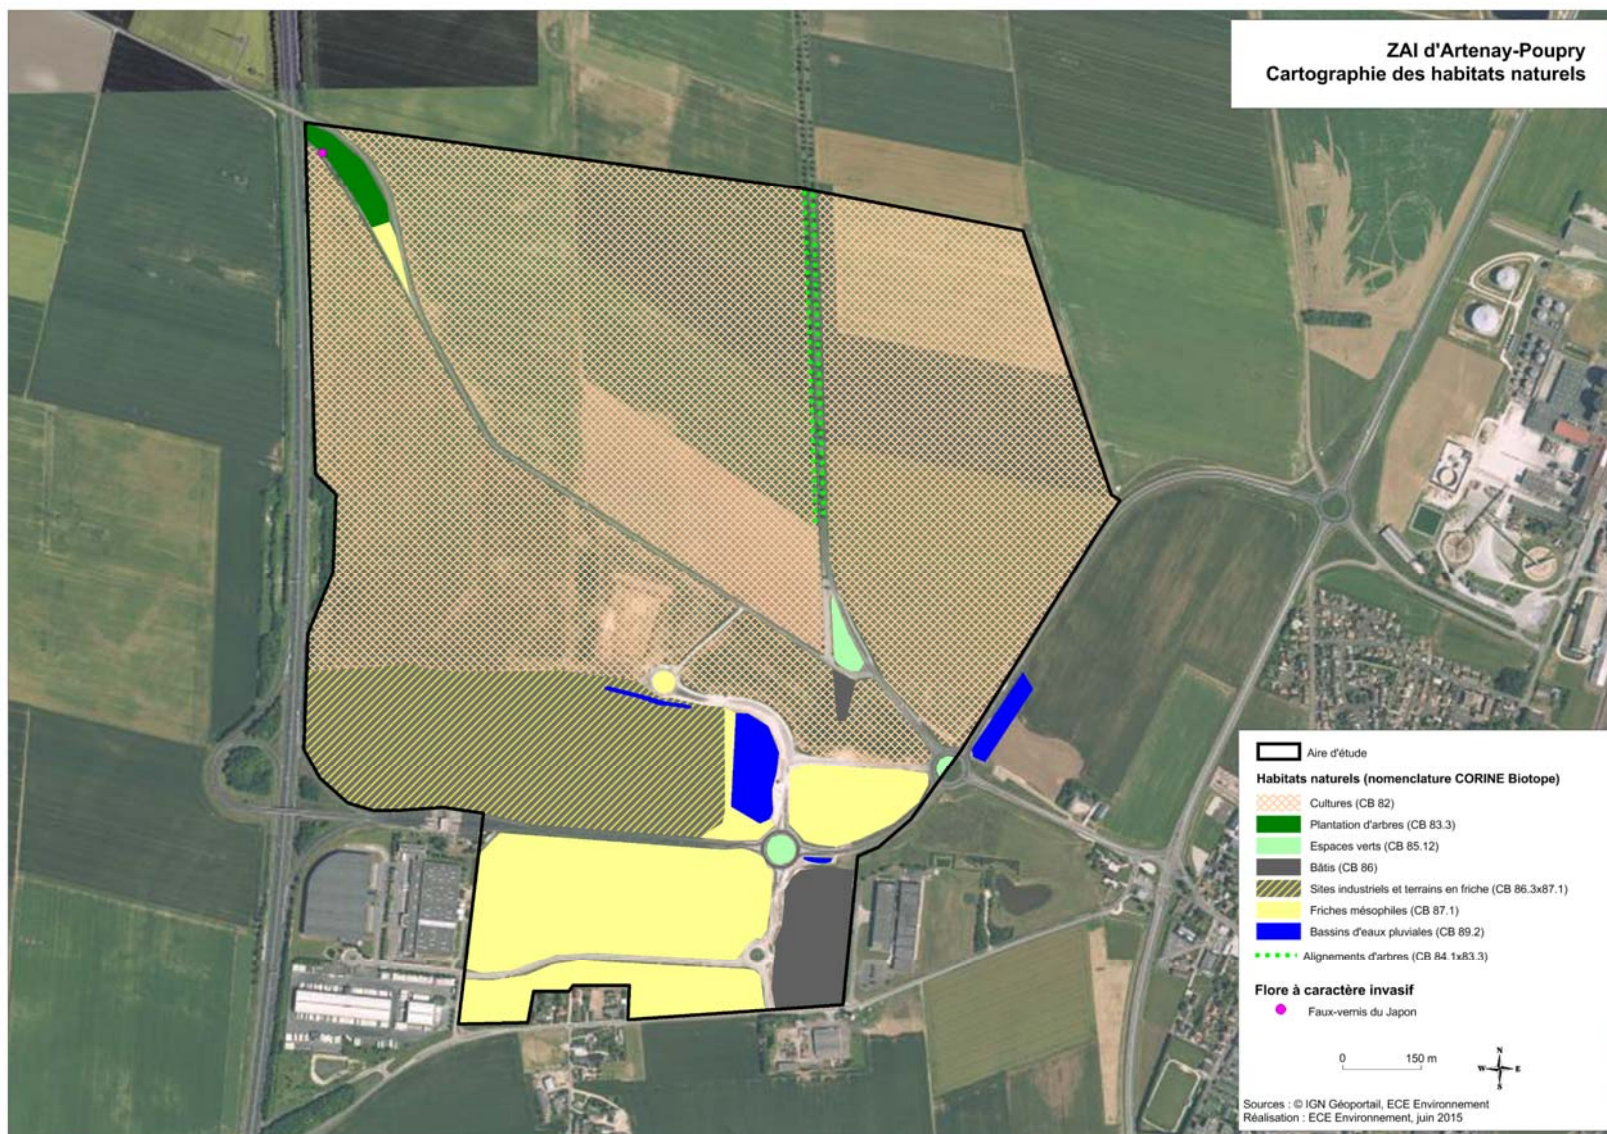 ZAI d'Artenay-Poupry
Cartographie des habitats naturels
Aire d'étude
Habitats naturels (nomenclature CORINE Biotope)
Cultures (CB 82)
Plantation d'arbres (CB 83.3)
Espaces verts (CB 85.12)
Bâtis (CB 86)
Sites industriels et terrains en friche (CB 86.3x87.1)
Friches mésophiles (CB 87.1)
Bassins d'eaux pluviales (CB 89.2)
Alignements d'arbres (CB 84.1x83.3)
Flore à caractère invasif
Faux-vernis du Japon
0 150 m
N
W E
S
Sources : © IGN Géoportail, ECE Environnement
Réalisation : ECE Environnement, juin 2015